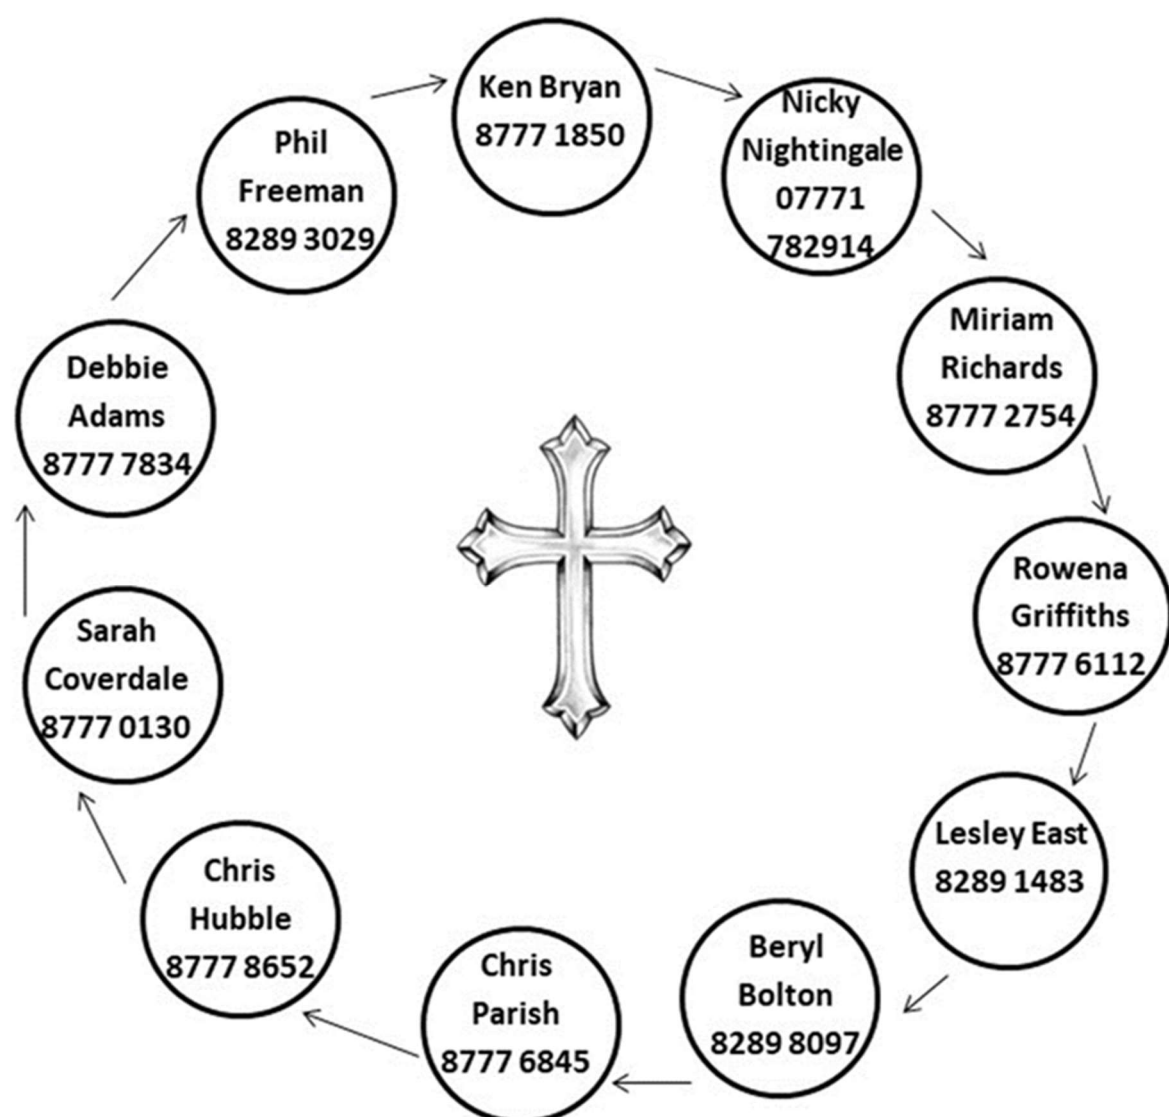 Ken Bryan
8777 1850
Nicky
Nightingale
07771
782914
Miriam
Richards
8777 2754
Rowena
Griffiths
8777 6112
Lesley East
8289 1483
Beryl
Bolton
8289 8097
Chris
Parish
8777 6845
Chris
Hubble
8777 8652
Sarah
Coverdale
8777 0130
Debbie
Adams
8777 7834
Phil
Freeman
8289 3029